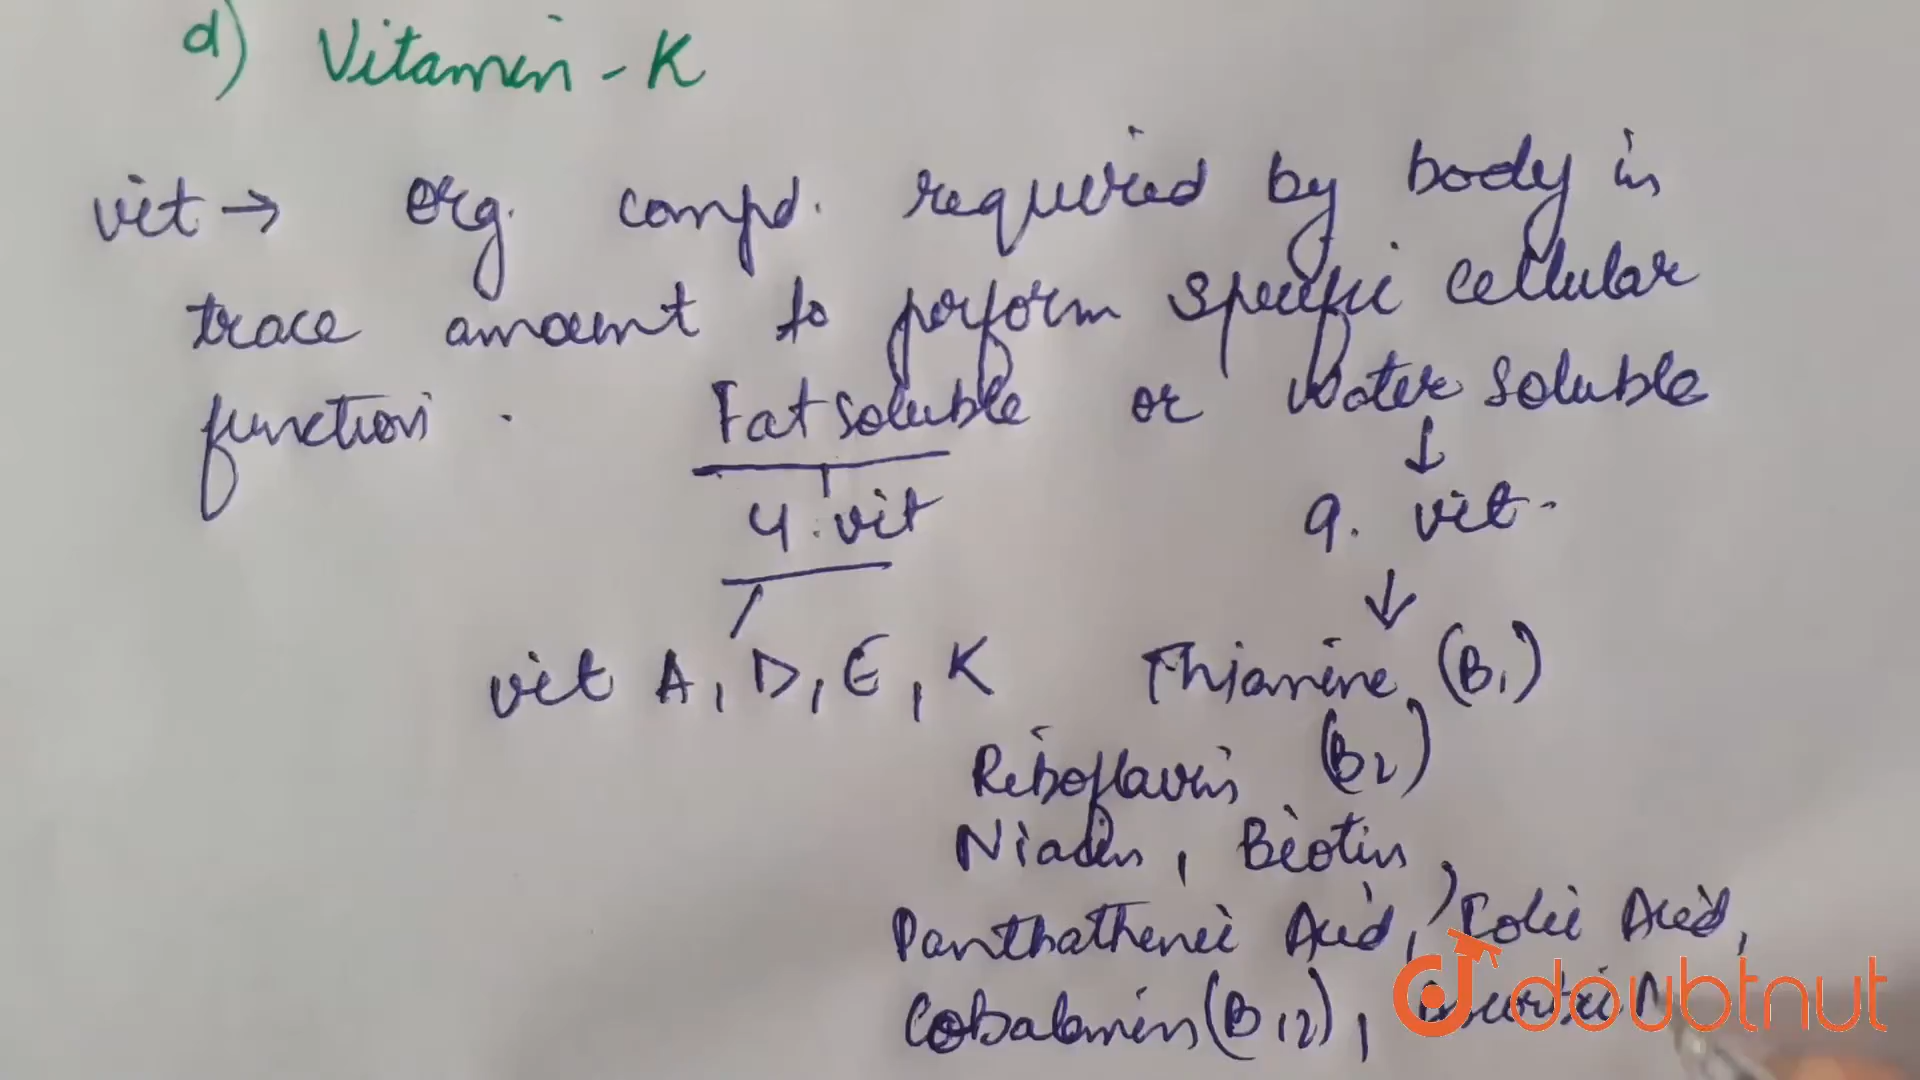 d) Vitamin - K
vit → org. compd. required by body in
trace amount to perform specific cellular
function. Fat soluble or water soluble
4. vit 9. vit.
vit A, D, E, K Thiamine (B1)
Riboflavin (B2)
Niacin, Biotin,
Panthathenic Acid, Folic Acid,
Cobalamin (B12),
doubtnut